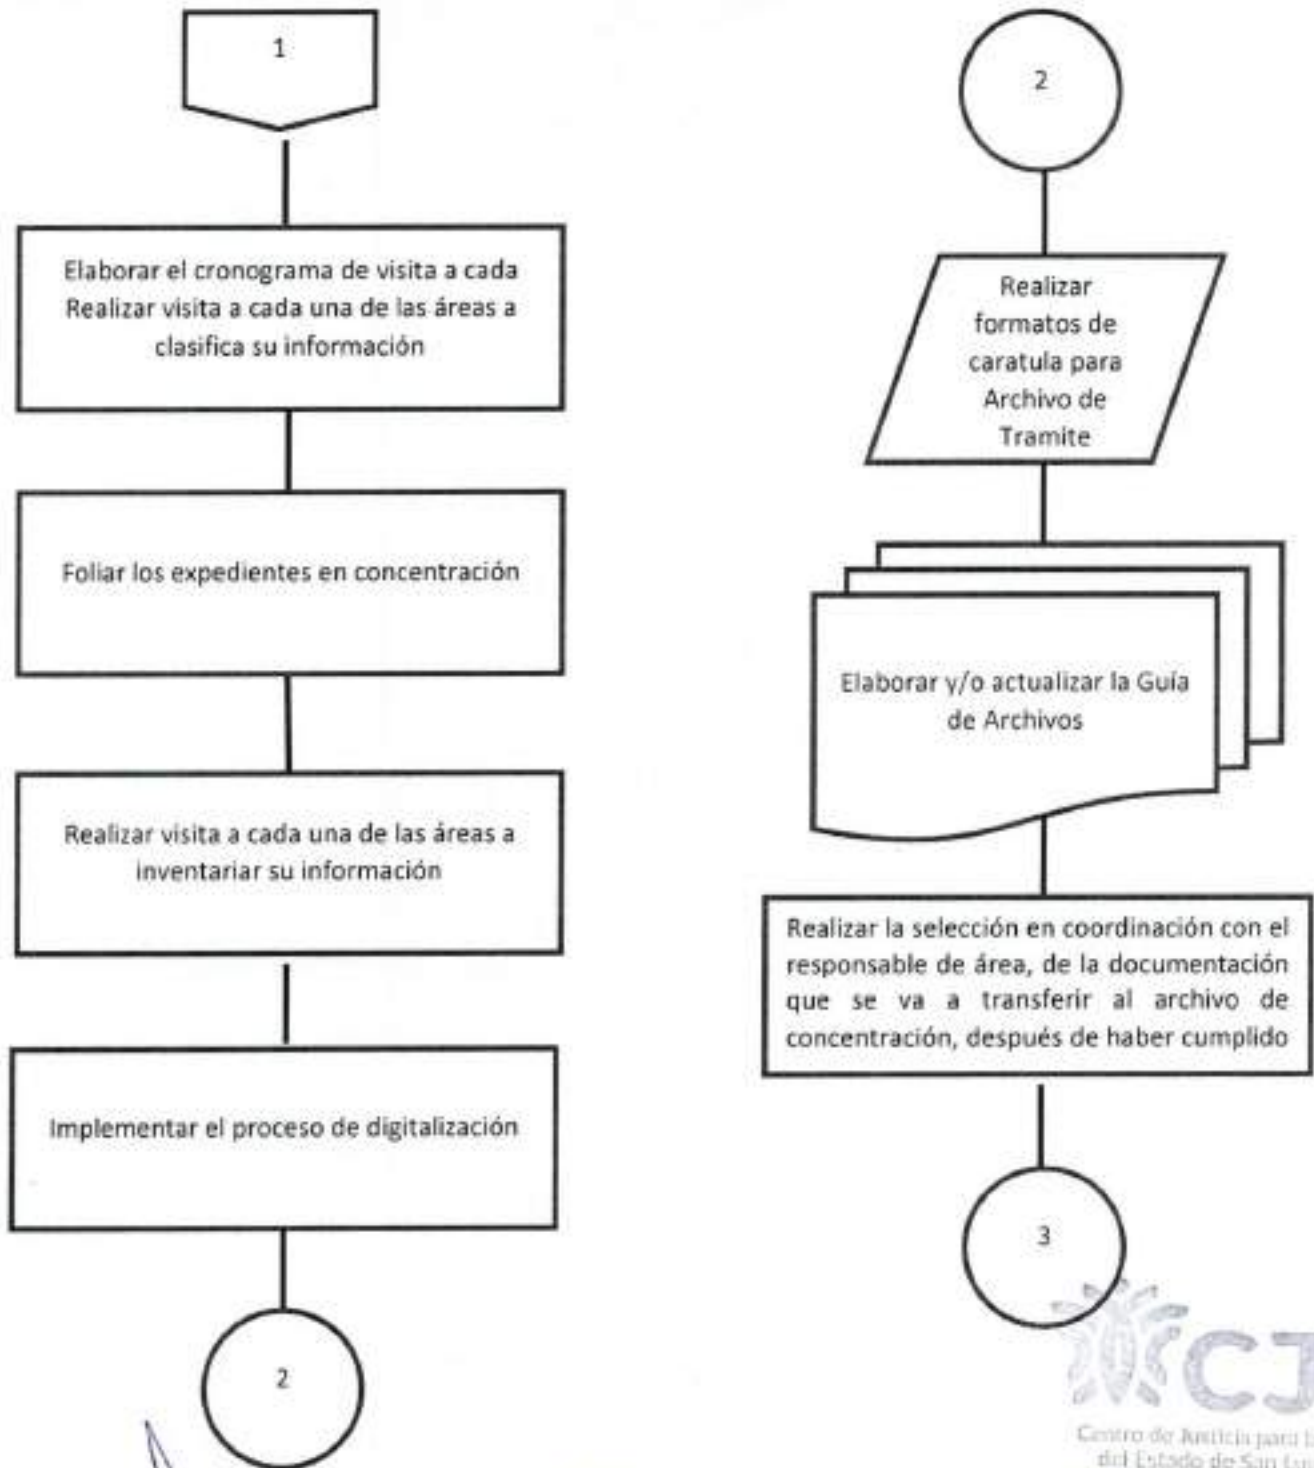 1
Elaborar el cronograma de visita a cada
Realizar visita a cada una de las áreas a
clasifica su información
Foliar los expedientes en concentración
Realizar visita a cada una de las áreas a
inventariar su información
Implementar el proceso de digitalización
2
2
Realizar
formatos de
caratula para
Archivo de
Tramite
Elaborar y/o actualizar la Guía
de Archivos
Realizar la selección en coordinación con el
responsable de área, de la documentación
que se va a transferir al archivo de
concentración, después de haber cumplido
3
CJ
Centro de Justicia para
del Estado de San